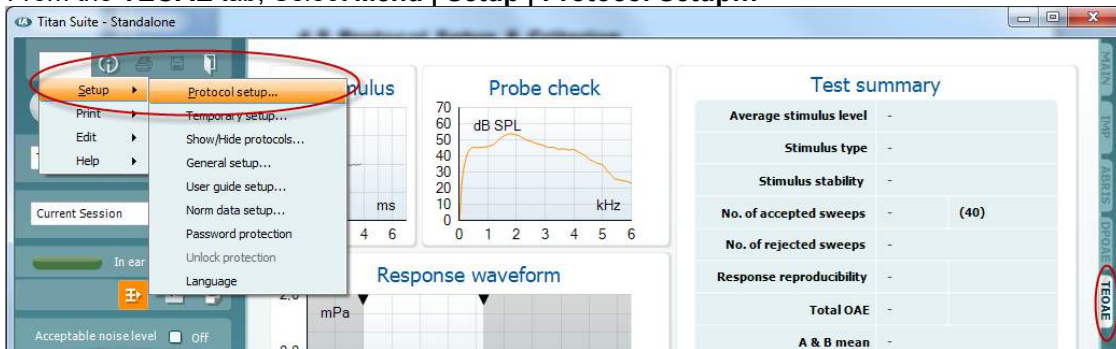 From the TEOAE tab, Select Menu | Setup | Protocol Setup...
Titan Suite - Standalone
Setup
Print
Edit
Help
Protocol setup...
Temporary setup...
Show/Hide protocols...
General setup...
User guide setup...
Norm data setup...
Password protection
Unlock protection
Language
Current Session
In ear
Acceptable noise level
Off
ms
4 6
Probe check
70
60
50
40
30
20
10
0
dB SPL
kHz
0 1 2 3 4 5 6
Response waveform
mPa
Test summary
Average stimulus level -
Stimulus type -
Stimulus stability -
No. of accepted sweeps - (40)
No. of rejected sweeps -
Response reproducibility -
Total OAE -
A & B mean -
MAIN
IMP
ABRIS
DPOAE
TEOAE